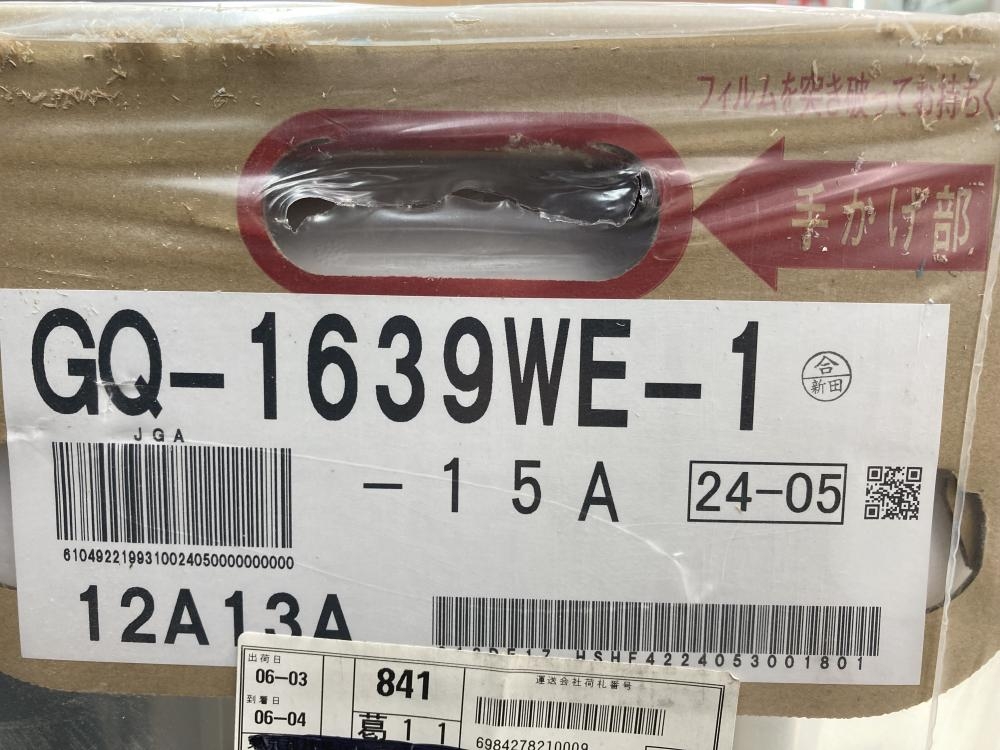 フィルムを突き破ってお持ちく
手かげ部
GQ-1639WE-1
合
新田
JGA
-15A
24-05
6104922199310024050000000000
12A13A
HSHF4224053001801
出荷日
06-03
841
運送会社荷札番号
到着日
06-04
葛11
6984278210009